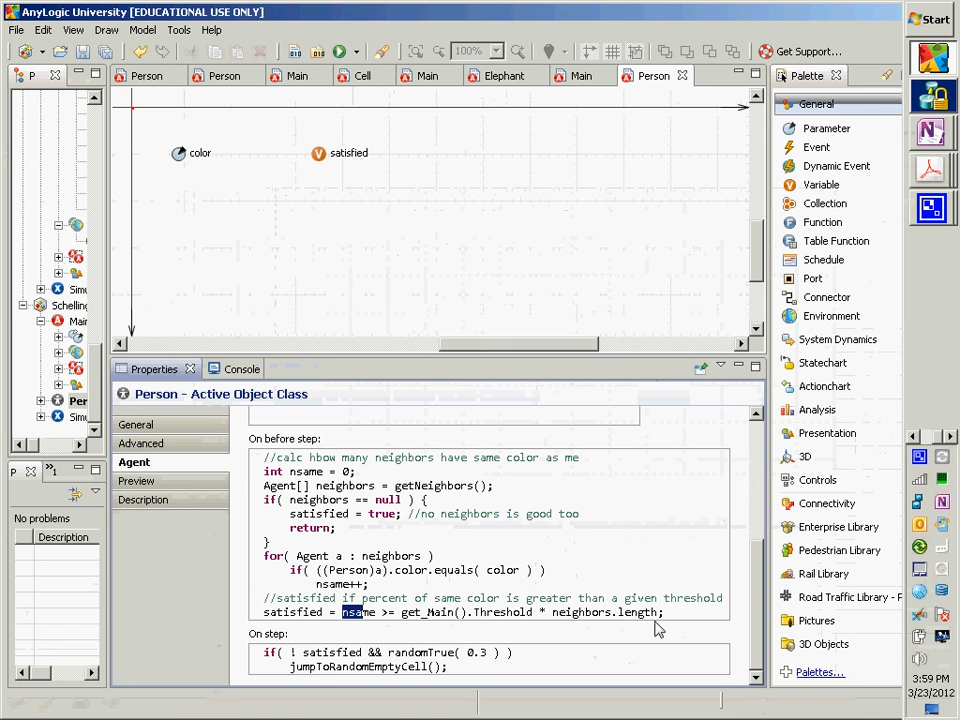 AnyLogic University [EDUCATIONAL USE ONLY]
Start
File Edit View Draw Model Tools Help
100% Get Support...
P Person Person Main Cell Main Elephant Main Person Palette
General
Parameter
Event
Dynamic Event
Variable
Collection
Function
Table Function
Schedule
Port
Connector
Environment
System Dynamics
Statechart
Actionchart
Analysis
Presentation
3D
Controls
Connectivity
Enterprise Library
Pedestrian Library
Rail Library
Road Traffic Library - P
Pictures
3D Objects
Palettes...
color satisfied
Simu
Schelling
Mai
Per
Simu
P »1
No problems
Description
Properties Console
Person - Active Object Class
General
Advanced
Agent
Preview
Description
On before step:
//calc hbow many neighbors have same color as me
int nsame = 0;
Agent[] neighbors = getNeighbors();
if( neighbors == null ) {
satisfied = true; //no neighbors is good too
return;
}
for( Agent a : neighbors )
if( ((Person)a).color.equals( color ) )
nsame++;
//satisfied if percent of same color is greater than a given threshold
satisfied = nsame >= get_Main().Threshold * neighbors.length;
On step:
if( ! satisfied && randomTrue( 0.3 ) )
jumpToRandomEmptyCell();
3:59 PM
3/23/2012